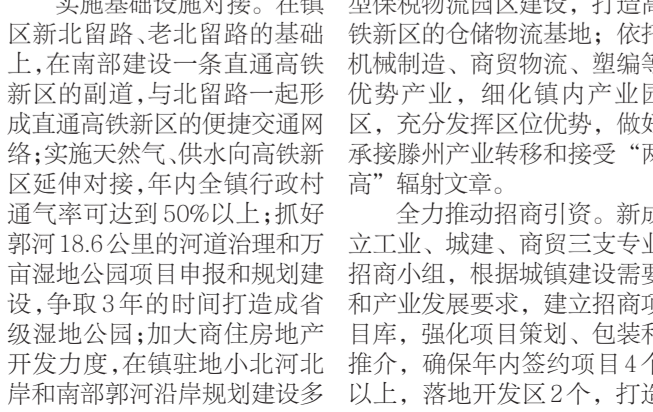 实施基础设施对接。在镇
区新北留路、老北留路的基础
上,在南部建设一条直通高铁
新区的副道,与北留路一起形
成直通高铁新区的便捷交通网
络;实施天然气、供水向高铁新
区延伸对接,年内全镇行政村
通气率可达到50%以上;抓好
郭河18.6公里的河道治理和万
亩湿地公园项目申报和规划建
设,争取3年的时间打造成省
级湿地公园;加大商住房地产
开发力度,在镇驻地小北河北
岸和南部郭河沿岸规划建设多
型保税物流园区建设，打造高
铁新区的仓储物流基地；依托
机械制造、商贸物流、塑编等
优势产业，细化镇内产业园
区，充分发挥区位优势，做好
承接滕州产业转移和接受“两
高”辐射文章。
全力推动招商引资。新成
立工业、城建、商贸三支专业
招商小组，根据城镇建设需要
和产业发展要求，建立招商项
目库，强化项目策划、包装和
推介，确保年内签约项目4个
以上，落地开发区2个，打造